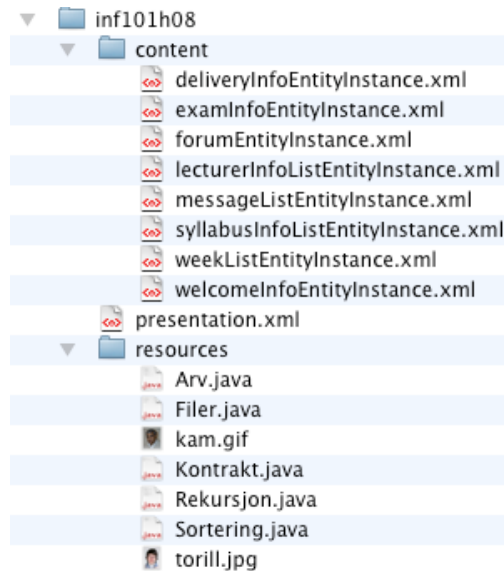 inf101h08
content
deliveryInfoEntityInstance.xml
examInfoEntityInstance.xml
forumEntityInstance.xml
lecturerInfoListEntityInstance.xml
messageListEntityInstance.xml
syllabusInfoListEntityInstance.xml
weekListEntityInstance.xml
welcomeInfoEntityInstance.xml
presentation.xml
resources
Arv.java
Filer.java
kam.gif
Kontrakt.java
Rekursjon.java
Sortering.java
torill.jpg